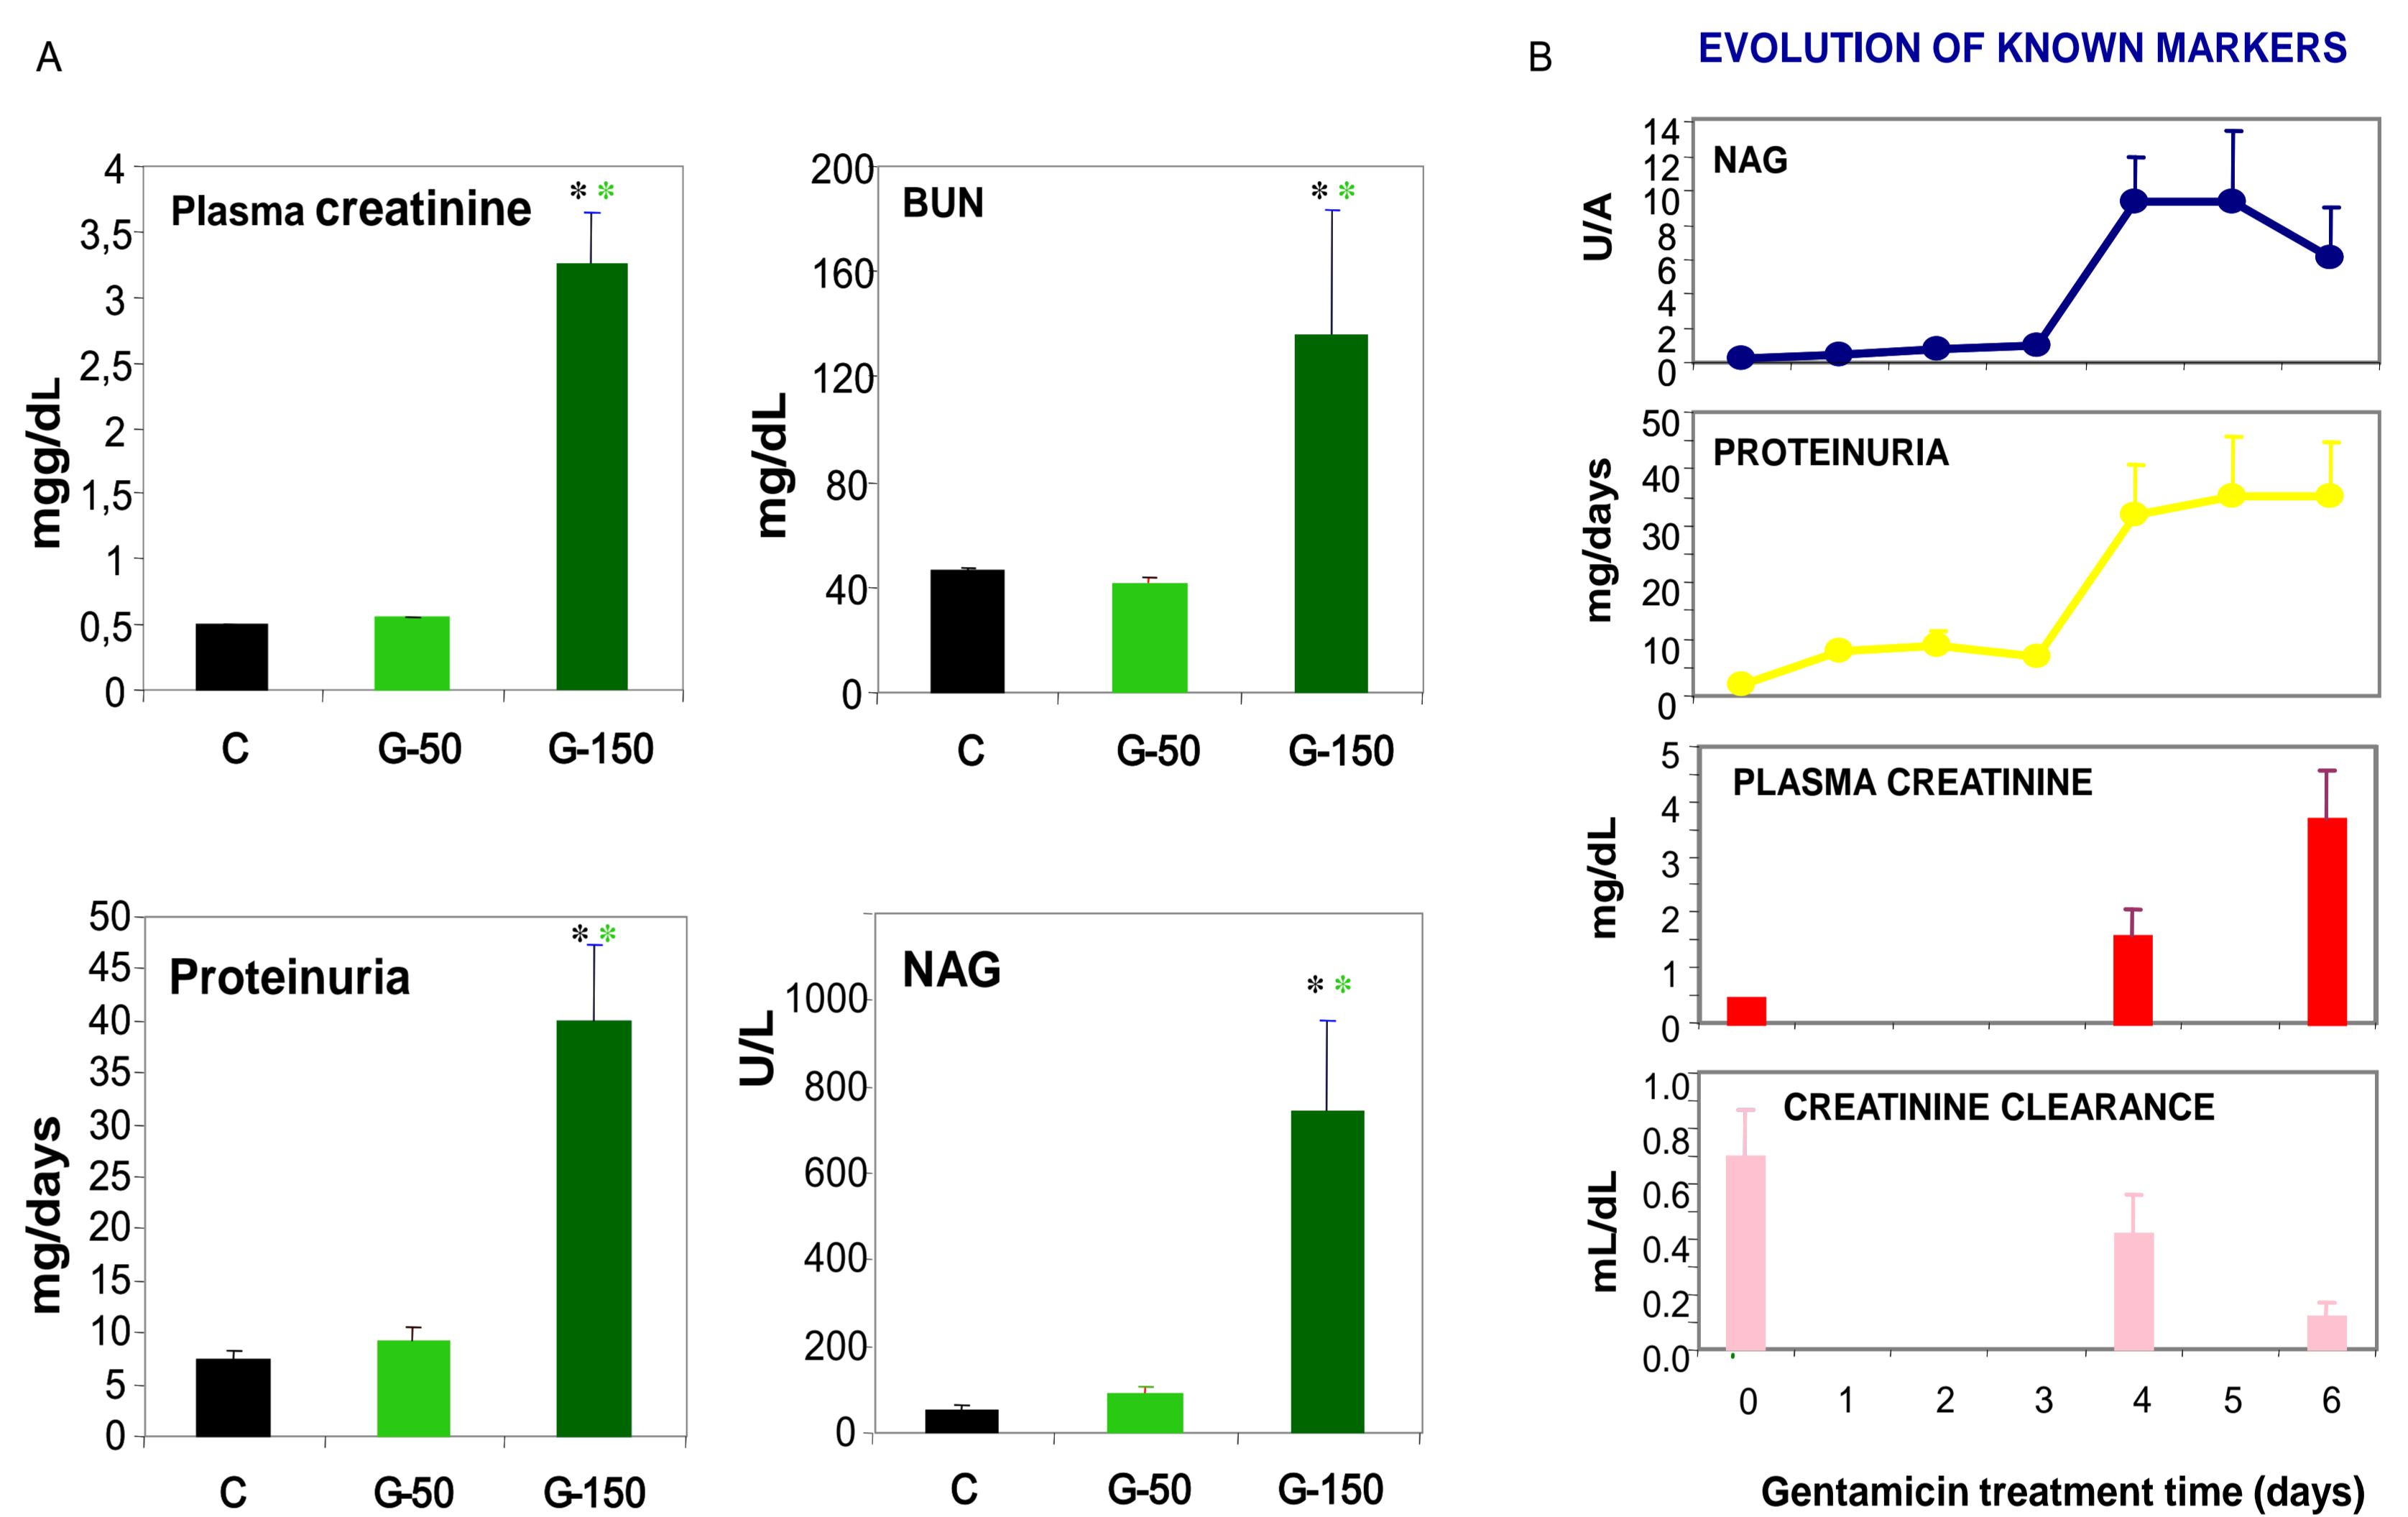 A
Plasma creatinine
* *
4
3,5
3
2,5
2
1,5
1
0,5
0
mgg/dL
C G-50 G-150
BUN
* *
200
160
120
80
40
0
mg/dL
C G-50 G-150
Proteinuria
* *
50
45
40
35
30
25
20
15
10
5
0
mg/days
C G-50 G-150
NAG
* *
1000
800
600
400
200
0
U/L
C G-50 G-150
B
EVOLUTION OF KNOWN MARKERS
NAG
14
12
10
8
6
4
2
0
U/A
PROTEINURIA
50
40
30
20
10
0
mg/days
PLASMA CREATININE
5
4
3
2
1
0
mg/dL
CREATININE CLEARANCE
1.0
0.8
0.6
0.4
0.2
0.0
mL/dL
0 1 2 3 4 5 6
Gentamicin treatment time (days)